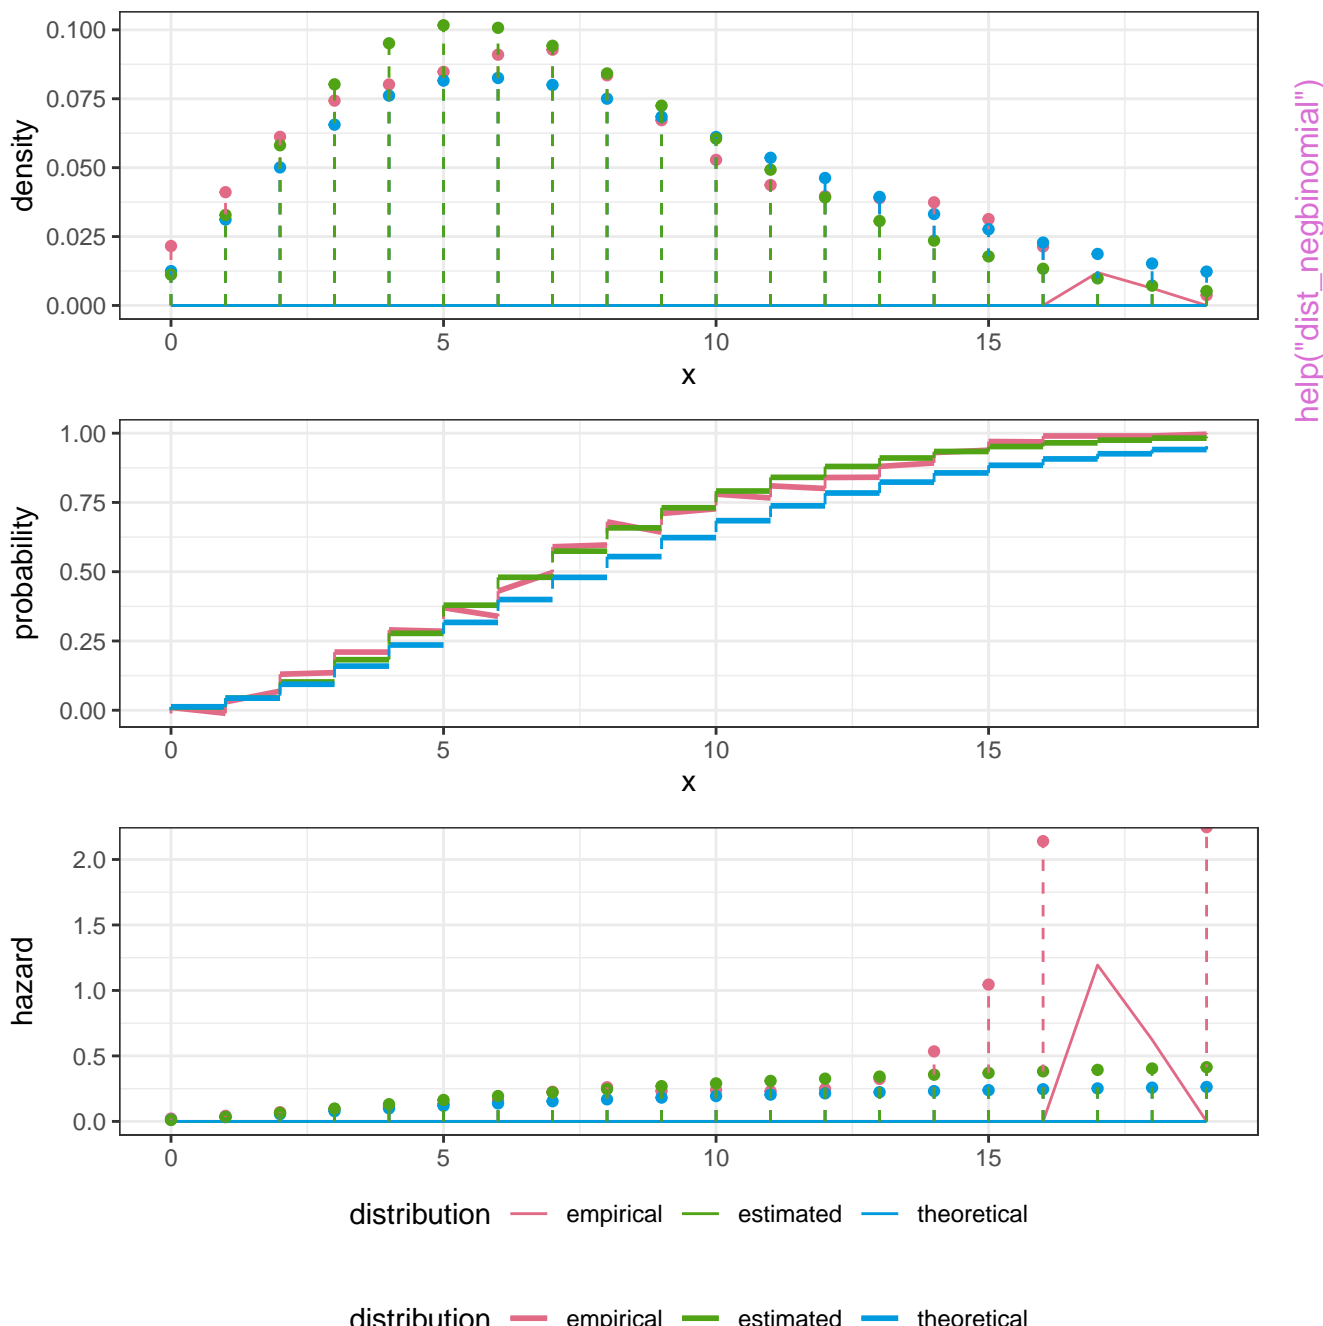 0.100
0.075
0.050
0.025
0.000
density
0 5 10 15
x
help("dist_negbinomial")
1.00
0.75
0.50
0.25
0.00
probability
0 5 10 15
x
2.0
1.5
1.0
0.5
0.0
hazard
0 5 10 15
distribution empirical estimated theoretical
distribution empirical estimated theoretical